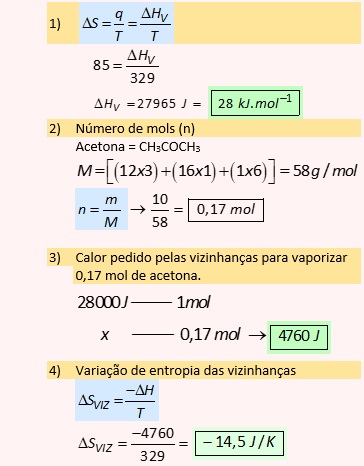 1) ΔS = q/T = ΔH_V/T
85 = ΔH_V/329
ΔH_V = 27965 J = 28 kJ.mol⁻¹
2) Número de mols (n)
Acetona = CH₃COCH₃
M = [(12x3)+(16x1)+(1x6)] = 58g/mol
n = m/M → 10/58 = 0,17 mol
3) Calor pedido pelas vizinhanças para vaporizar
0,17 mol de acetona.
28000J —— 1mol
x —— 0,17 mol → 4760 J
4) Variação de entropia das vizinhanças
ΔS_VIZ = −ΔH/T
ΔS_VIZ = −4760/329 = −14,5 J/K